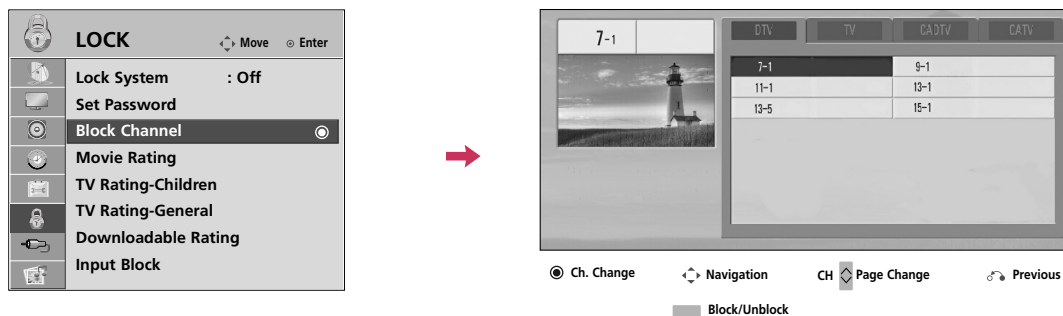 LOCK
Move
Enter
Lock System : Off
Set Password
Block Channel
Movie Rating
TV Rating-Children
TV Rating-General
Downloadable Rating
Input Block
7-1
DTV TV CADTV CATV
7-1 9-1
11-1 13-1
13-5 15-1
Ch. Change
Navigation
CH Page Change
Previous
Block/Unblock